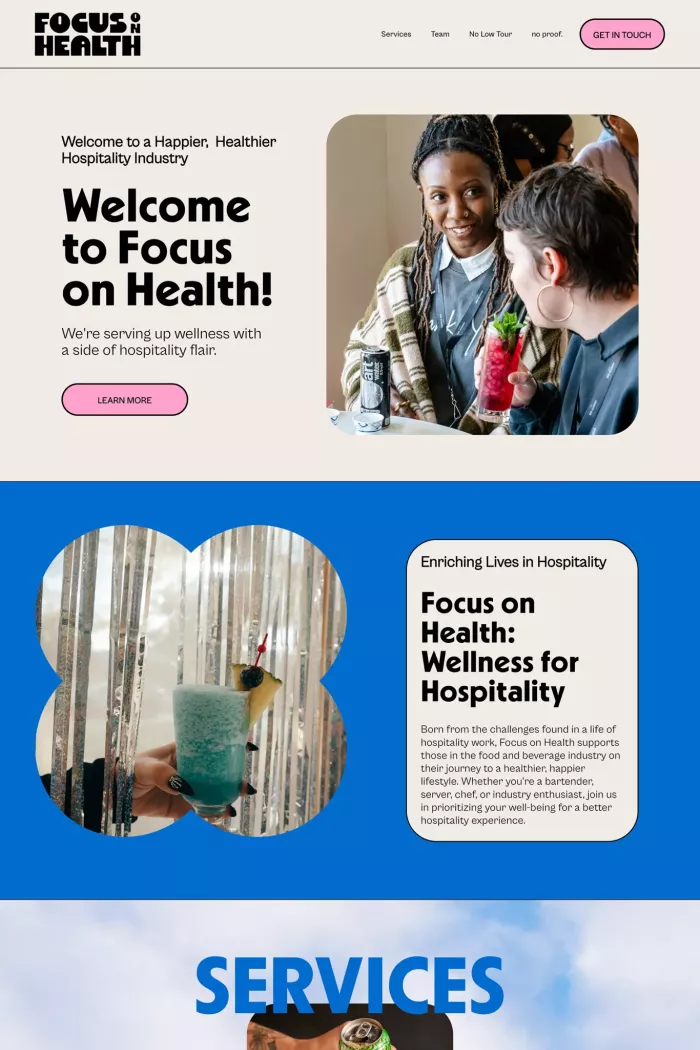 FOCUS ON
HEALTH
Services
Team
No Low Tour
no proof.
GET IN TOUCH
Welcome to a Happier, Healthier
Hospitality Industry
Welcome
to Focus
on Health!
We're serving up wellness with
a side of hospitality flair.
LEARN MORE
Enriching Lives in Hospitality
Focus on
Health:
Wellness for
Hospitality
Born from the challenges found in a life of
hospitality work, Focus on Health supports
those in the food and beverage industry on
their journey to a healthier, happier
lifestyle. Whether you're a bartender,
server, chef, or industry enthusiast, join us
in prioritizing your well-being for a better
hospitality experience.
SERVICES